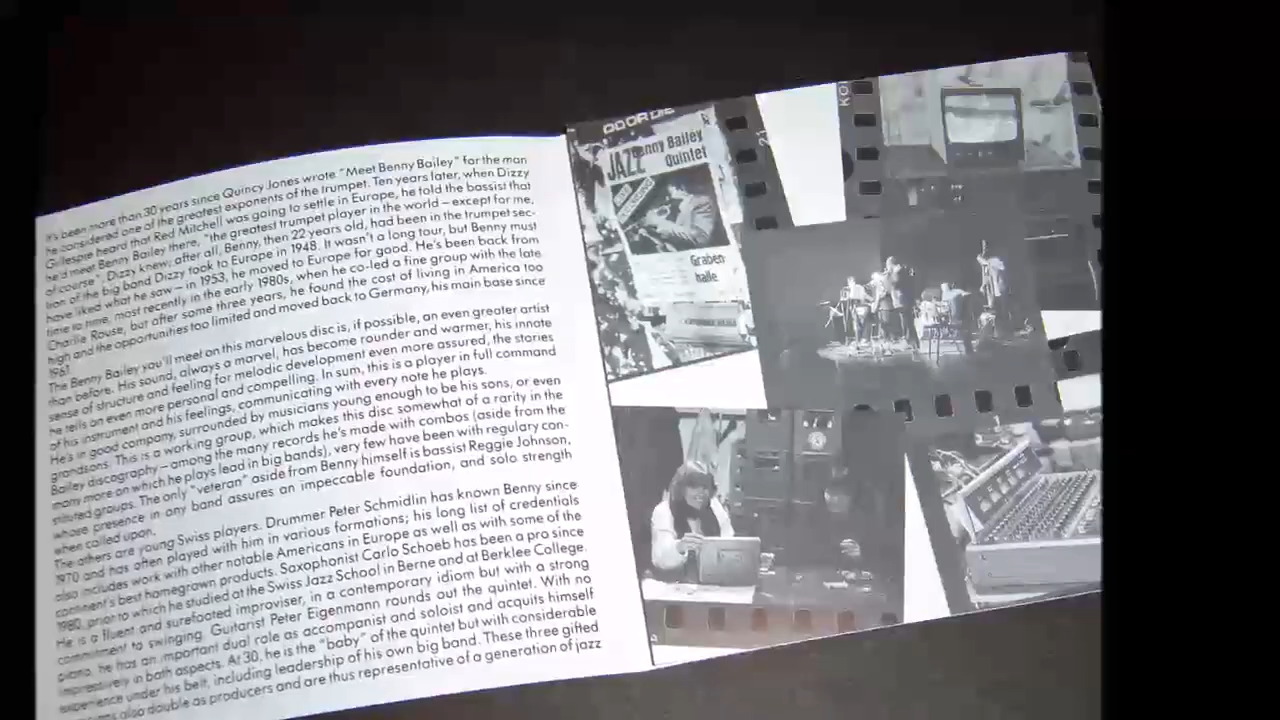 It's been more than 30 years since Quincy Jones wrote "Meet Benny Bailey" for the man
he considered one of the greatest exponents of the trumpet. Ten years later, when Dizzy
Gillespie heard that Red Mitchell was going to settle in Europe, he told the bassist that
he'd meet Benny Bailey there, "the greatest trumpet player in the world – except for me,
of course". Dizzy knew; after all, Benny, then 22 years old, had been in the trumpet sec-
tion of the big band Dizzy took to Europe in 1948. It wasn't a long tour, but Benny must
have liked what he saw – in 1953, he moved to Europe for good. He's been back from
time to time, most recently in the early 1980s, when he co-led a fine group with the late
Charlie Rouse, but after some three years, he found the cost of living in America too
high and the opportunities too limited and moved back to Germany, his main base since
1961.
The Benny Bailey you'll meet on this marvelous disc is, if possible, an even greater artist
than before. His sound, always a marvel, has become rounder and warmer, his innate
sense of structure and feeling for melodic development even more assured, the stories
he tells on even more personal and compelling. In sum, this is a player in full command
of his instrument and his feelings, communicating with every note he plays.
He's in good company, surrounded by musicians young enough to be his sons, or even
grandsons. This is a working group, which makes this disc somewhat of a rarity in the
Bailey discography – among the many records he's made with combos (aside from the
many more on which he plays lead in big bands), very few have been with regulary con-
stituted groups. The only "veteran" aside from Benny himself is bassist Reggie Johnson,
whose presence in any band assures an impeccable foundation, and solo strength
when called upon.
The others are young Swiss players. Drummer Peter Schmidlin has known Benny since
1970 and has often played with him in various formations; his long list of credentials
also includes work with other notable Americans in Europe as well as with some of the
continent's best homegrown products. Saxophonist Carlo Schoeb has been a pro since
1980, prior to which he studied at the Swiss Jazz School in Berne and at Berklee College.
He is a fluent and surefooted improviser, in a contemporary idiom but with a strong
commitment to swinging. Guitarist Peter Eigenmann rounds out the quintet. With no
piano, he has an important dual role as accompanist and soloist and acquits himself
impressively in both aspects. At 30, he is the "baby" of the quintet but with considerable
experience under his belt, including leadership of his own big band. These three gifted
also double as producers and are thus representative of a generation of jazz
DO OR DIE
JAZZ
Benny Bailey
Quintet
Graben-
halle
21
KO